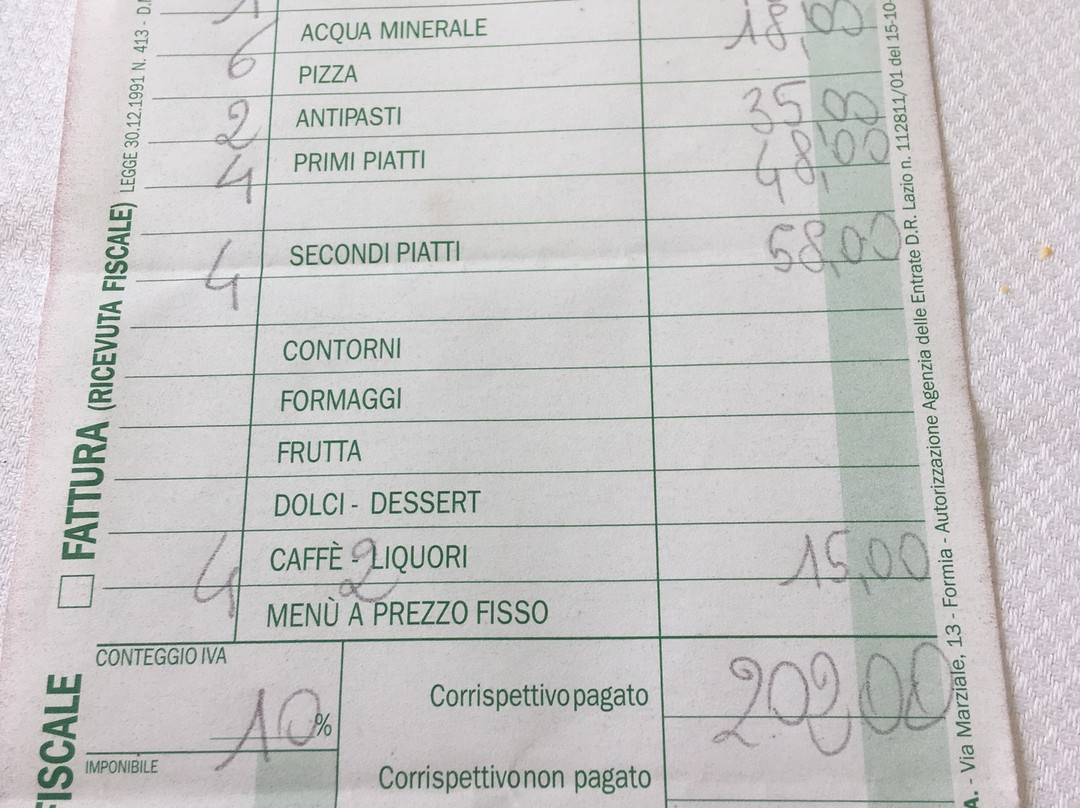 1
6 ACQUA MINERALE 18,00
PIZZA
2 ANTIPASTI 35,00
4 PRIMI PIATTI 48,00
4 SECONDI PIATTI 58,00
CONTORNI
FORMAGGI
FRUTTA
DOLCI - DESSERT
4 CAFFÈ - 2 LIQUORI 15,00
MENÙ A PREZZO FISSO
CONTEGGIO IVA
10 %
IMPONIBILE
Corrispettivo pagato 202,00
Corrispettivo non pagato
FATTURA (RICEVUTA FISCALE) LEGGE 30.12.1991 N. 413 - D.M
FISCALE
A. - Via Marziale, 13 - Formia - Autorizzazione Agenzia delle Entrate D.R. Lazio n. 112811/01 del 15-10-